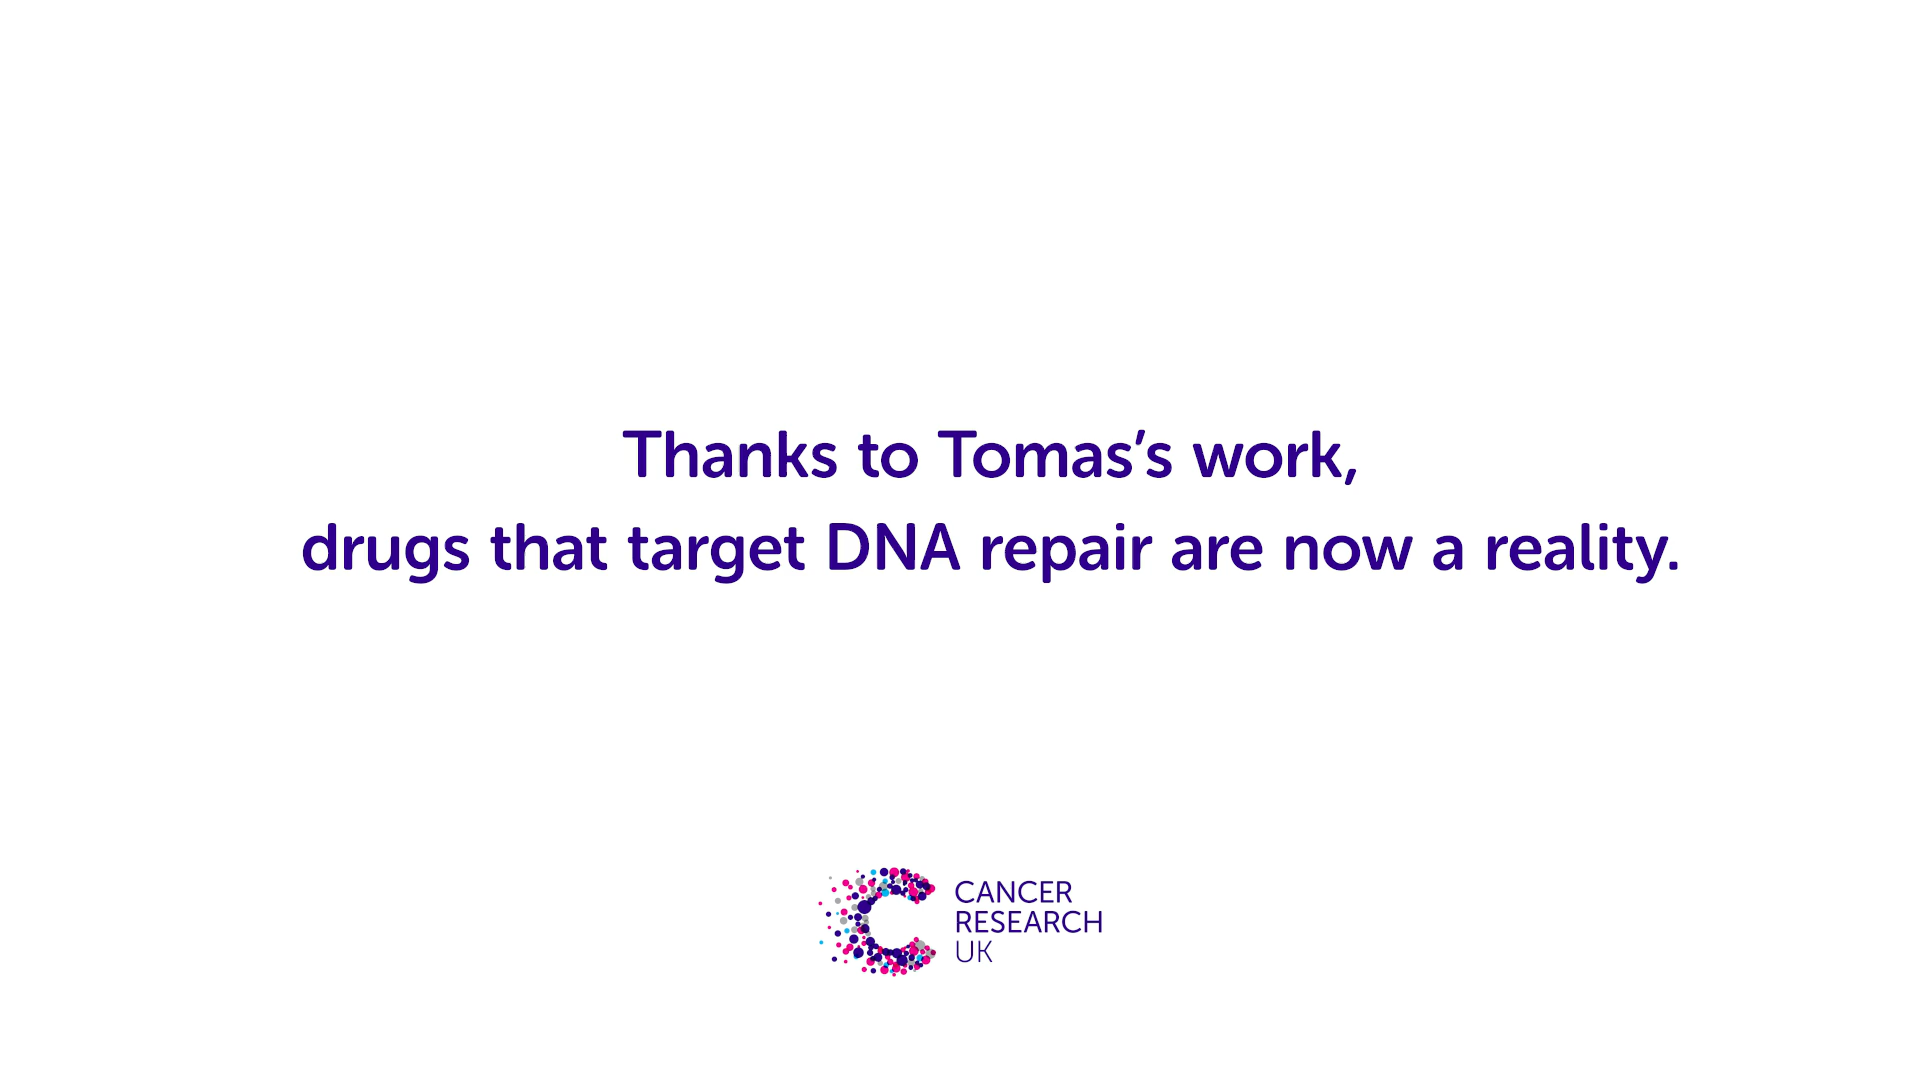 Thanks to Tomas’s work,
drugs that target DNA repair are now a reality.
CANCER
RESEARCH
UK